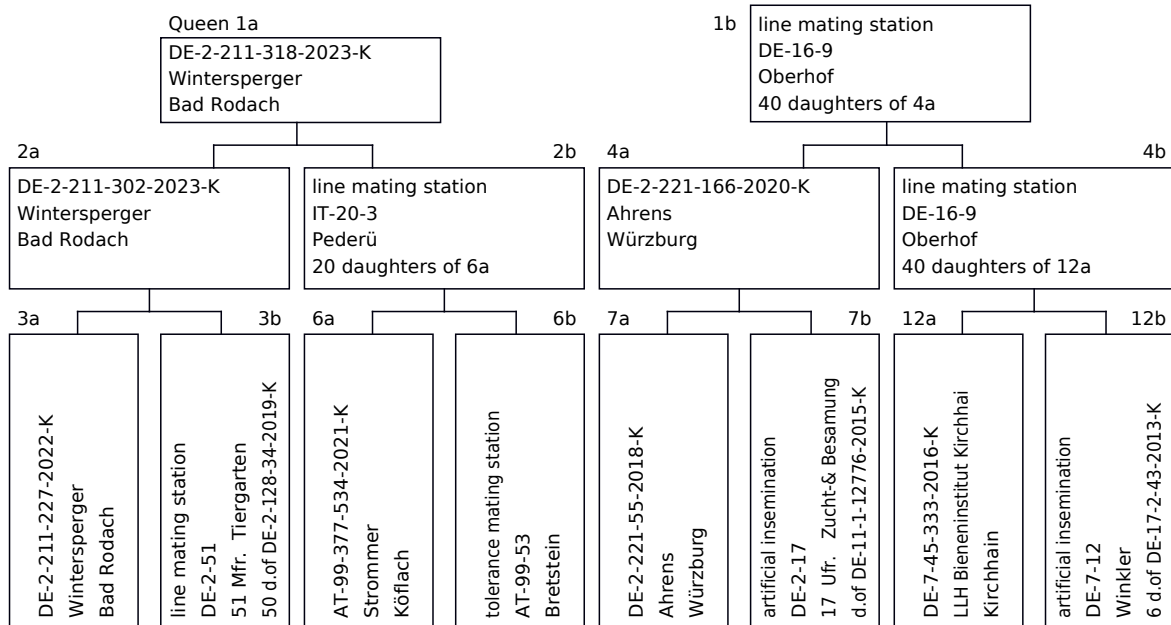 Queen 1a
DE-2-211-318-2023-K
Wintersperger
Bad Rodach
1b
line mating station
DE-16-9
Oberhof
40 daughters of 4a
2a
DE-2-211-302-2023-K
Wintersperger
Bad Rodach
2b
line mating station
IT-20-3
Pederü
20 daughters of 6a
4a
DE-2-221-166-2020-K
Ahrens
Würzburg
4b
line mating station
DE-16-9
Oberhof
40 daughters of 12a
3a
DE-2-211-227-2022-K
Wintersperger
Bad Rodach
3b
line mating station
DE-2-51
51 Mfr. Tiergarten
50 d.of DE-2-128-34-2019-K
6a
AT-99-377-534-2021-K
Strommer
Köflach
6b
tolerance mating station
AT-99-53
Bretstein
7a
DE-2-221-55-2018-K
Ahrens
Würzburg
7b
artificial insemination
DE-2-17
17 Ufr. Zucht-& Besamung
d.of DE-11-1-12776-2015-K
12a
DE-7-45-333-2016-K
LLH Bieneninstitut Kirchhai
Kirchhain
12b
artificial insemination
DE-7-12
Winkler
6 d.of DE-17-2-43-2013-K